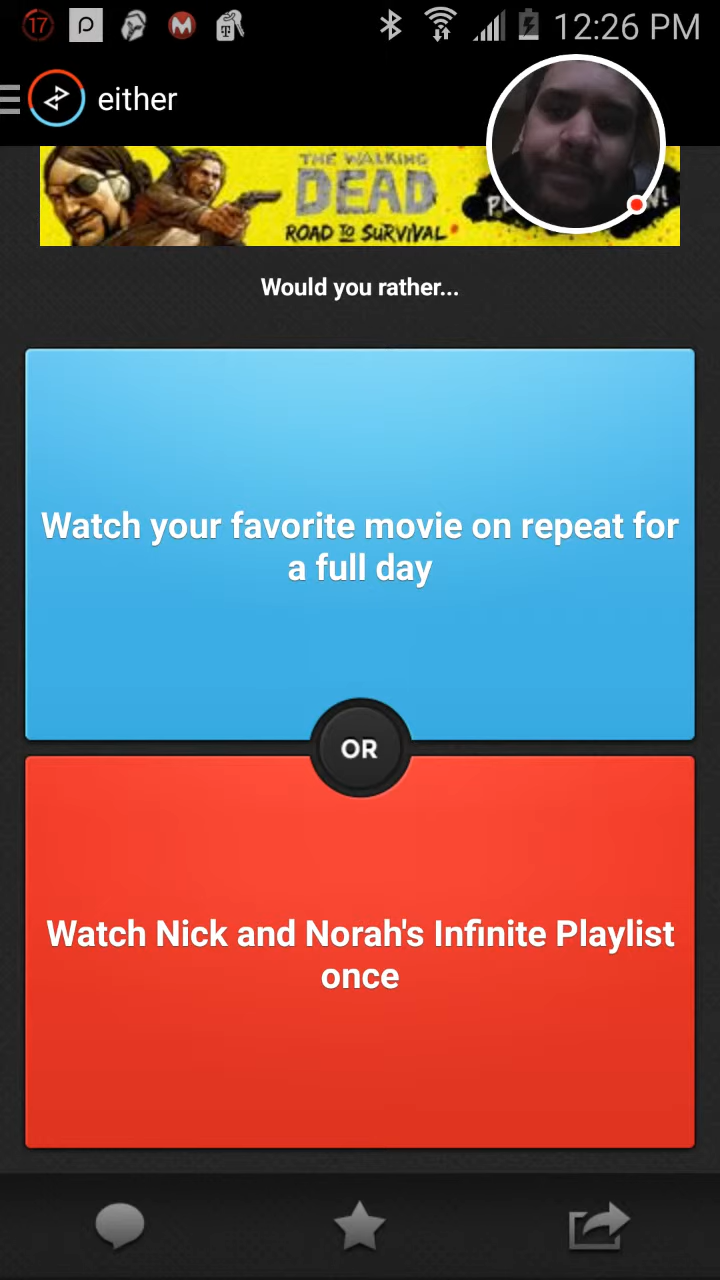 17
12:26 PM
either
THE WALKING
DEAD
ROAD TO SURVIVAL
Would you rather...
Watch your favorite movie on repeat for
a full day
OR
Watch Nick and Norah's Infinite Playlist
once